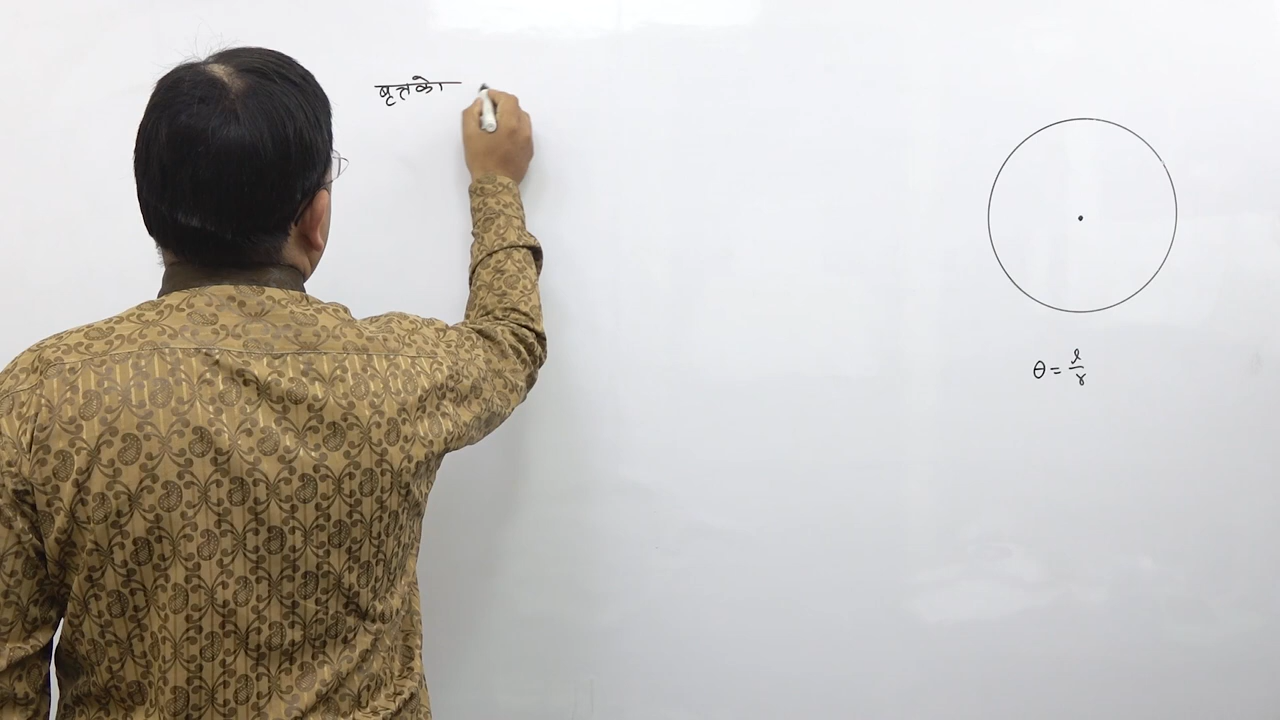 बृत्तको
θ = l/r